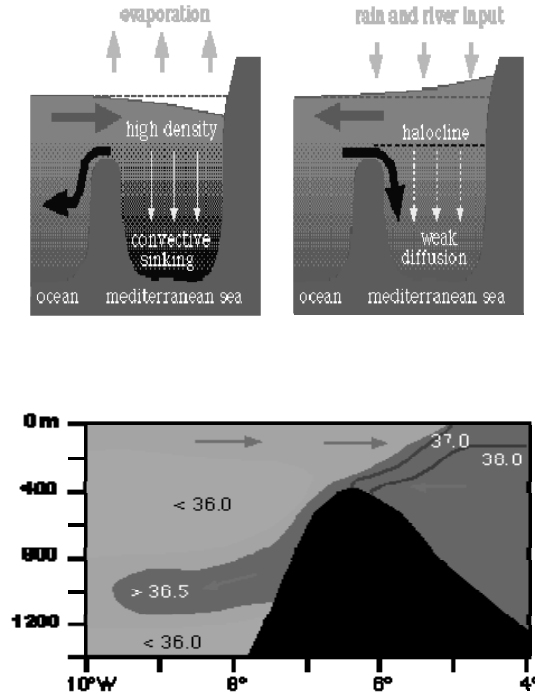 evaporation
rain and river input
high density
convective
sinking
ocean mediterranean sea
halocline
weak
diffusion
ocean mediterranean sea
0 m
400
800
1200
37.0
38.0
< 36.0
> 36.5
< 36.0
10°W 8° 6° 4°